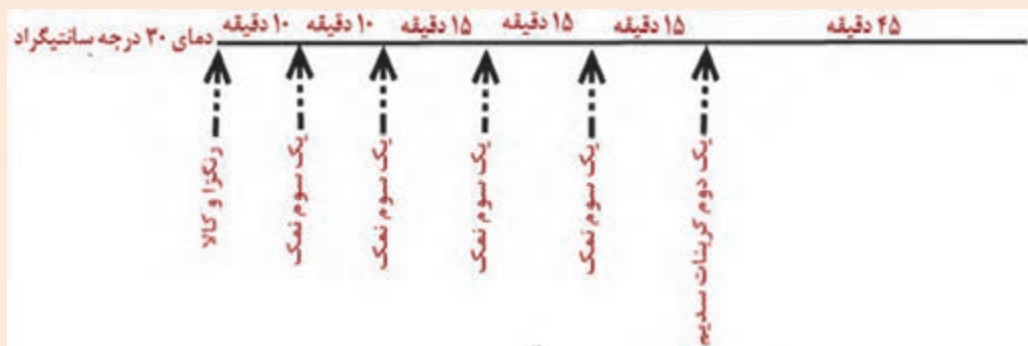 دمای ۳۰ درجه سانتیگراد
۱۰ دقیقه
۱۰ دقیقه
۱۵ دقیقه
۱۵ دقیقه
۱۵ دقیقه
۴۵ دقیقه
رنگزا و کالا
یک سوم نمک
یک سوم نمک
یک سوم نمک
یک سوم نمک
یک دوم کربنات سدیم